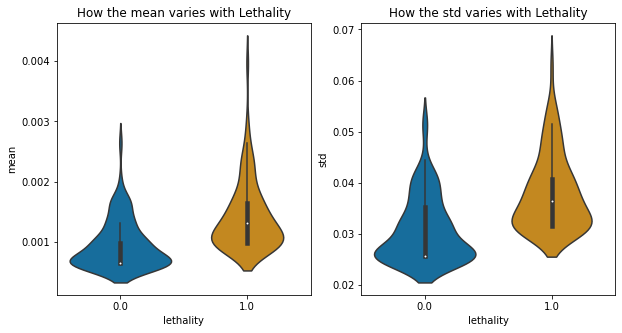 How the mean varies with Lethality
0.004
0.003
0.002
0.001
mean
0.0
1.0
lethality
How the std varies with Lethality
0.07
0.06
0.05
0.04
0.03
0.02
std
0.0
1.0
lethality